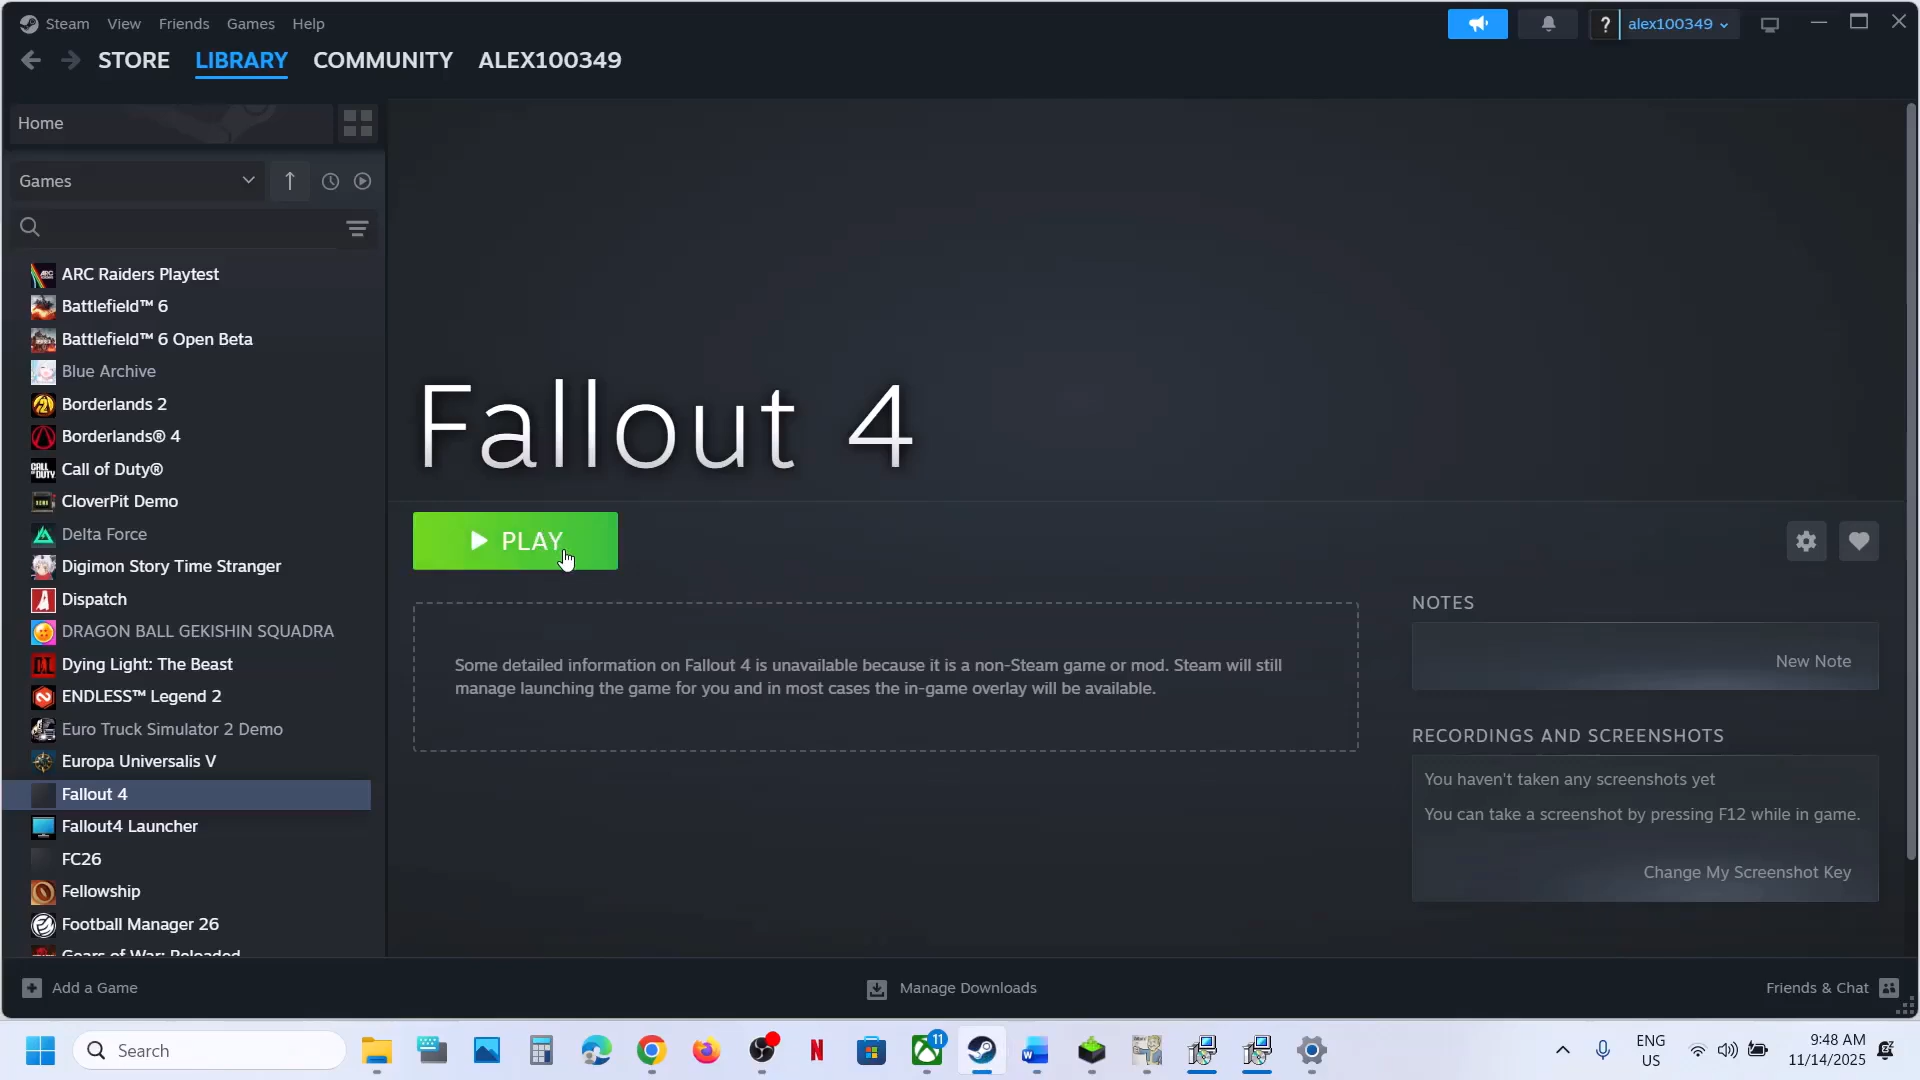 Steam View Friends Games Help
? alex100349
STORE LIBRARY COMMUNITY ALEX100349
Home
Games
ARC Raiders Playtest
Battlefield™ 6
Battlefield™ 6 Open Beta
Blue Archive
Borderlands 2
Borderlands® 4
Call of Duty®
CloverPit Demo
Delta Force
Digimon Story Time Stranger
Dispatch
DRAGON BALL GEKISHIN SQUADRA
Dying Light: The Beast
ENDLESS™ Legend 2
Euro Truck Simulator 2 Demo
Europa Universalis V
Fallout 4
Fallout4 Launcher
FC26
Fellowship
Football Manager 26
Gears of War: Reloaded
Fallout 4
PLAY
Some detailed information on Fallout 4 is unavailable because it is a non-Steam game or mod. Steam will still
manage launching the game for you and in most cases the in-game overlay will be available.
NOTES
New Note
RECORDINGS AND SCREENSHOTS
You haven't taken any screenshots yet
You can take a screenshot by pressing F12 while in game.
Change My Screenshot Key
Add a Game
Manage Downloads
Friends & Chat
Search
11
ENG
US
9:48 AM
11/14/2025